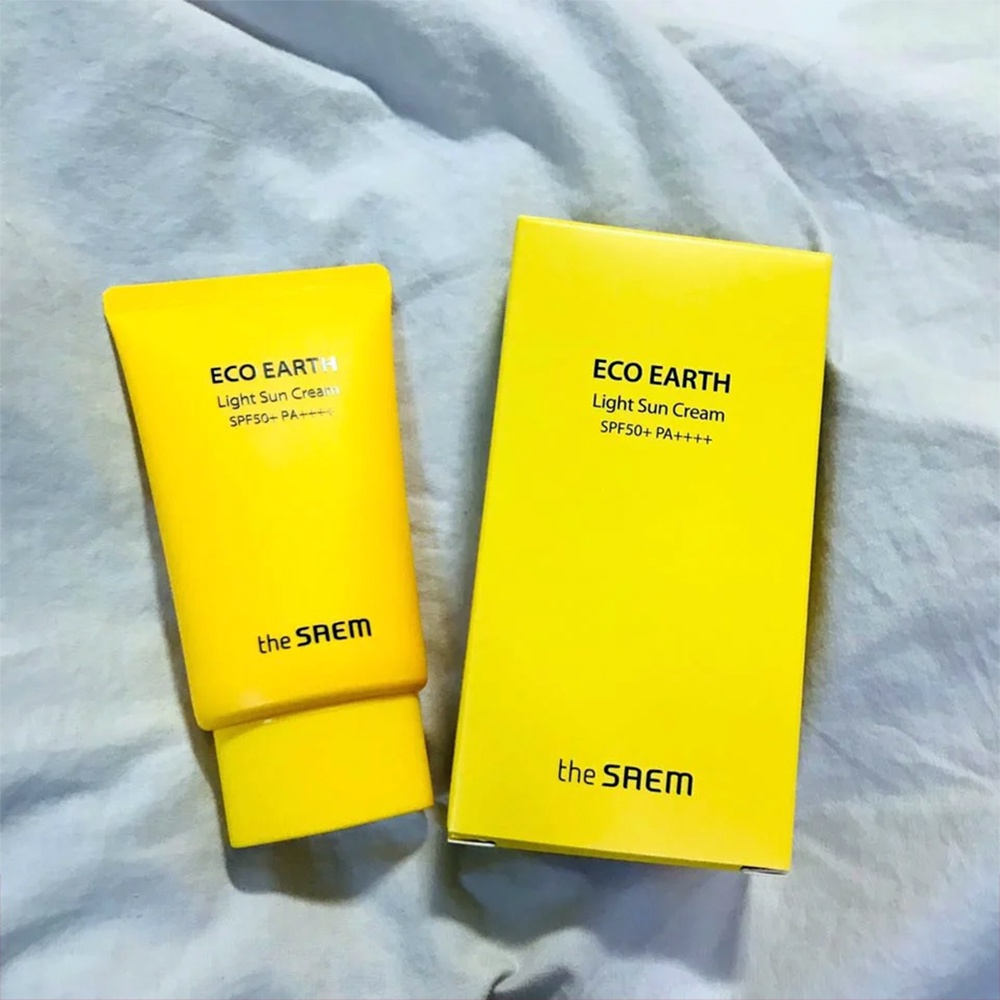 ECO EARTH
Light Sun Cream
SPF50+ PA++++
the SAEM
ECO EARTH
Light Sun Cream
SPF50+ PA++++
the SAEM